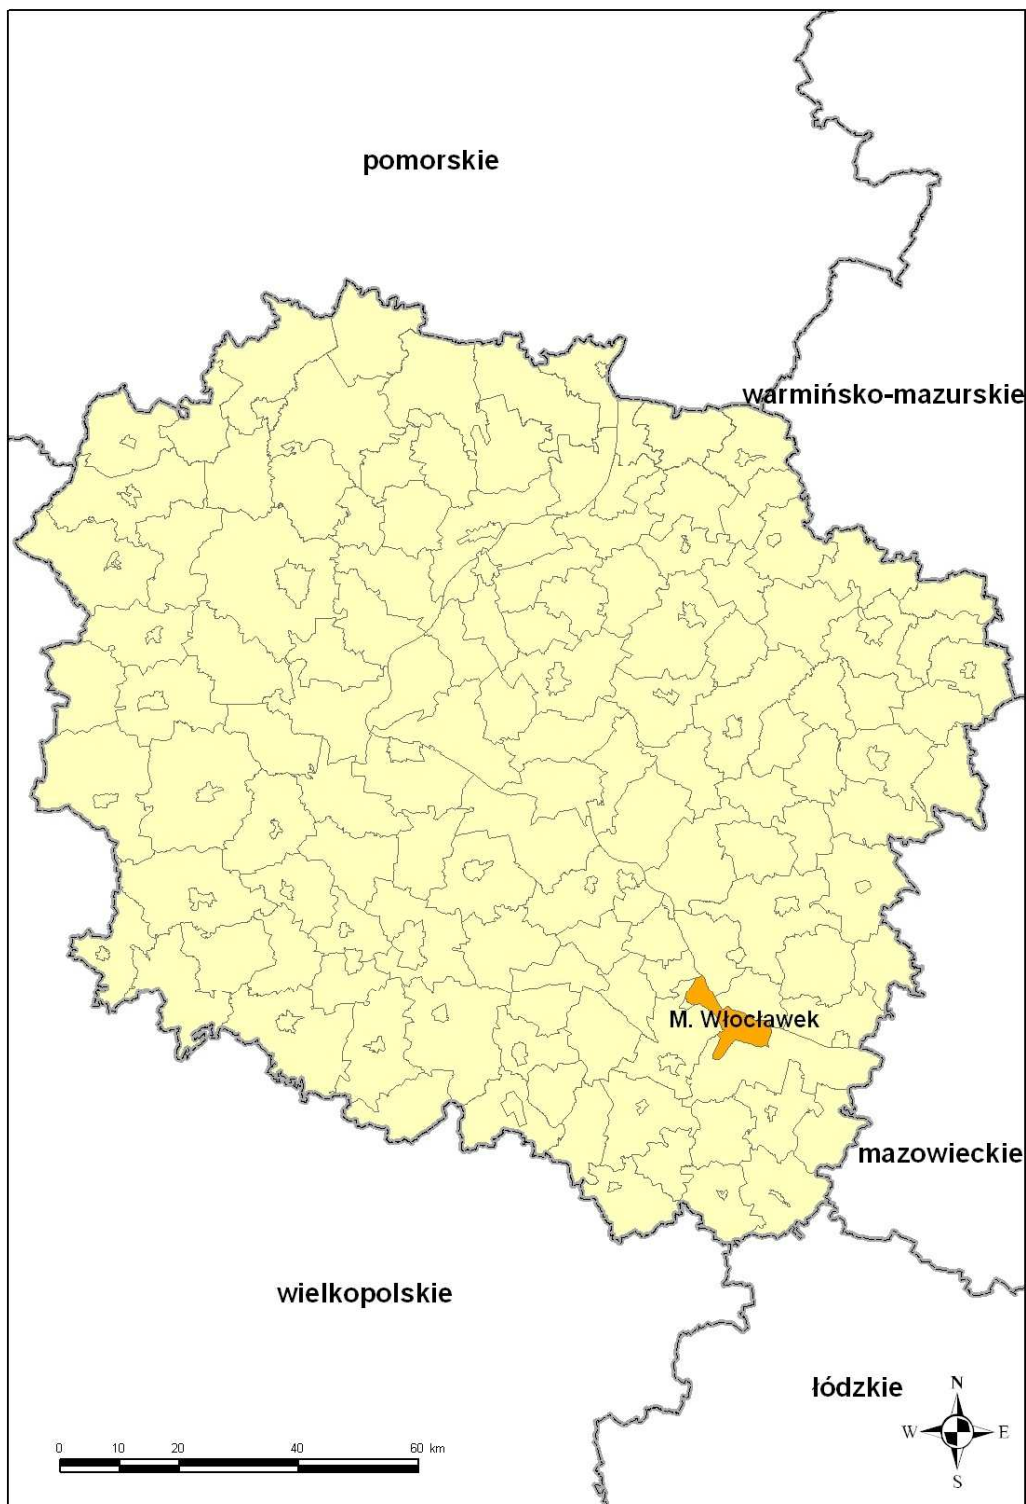 pomorskie
warmińsko-mazurskie
M. Włocławek
mazowieckie
wielkopolskie
łódzkie
N
W E
S
0 10 20 40 60 km